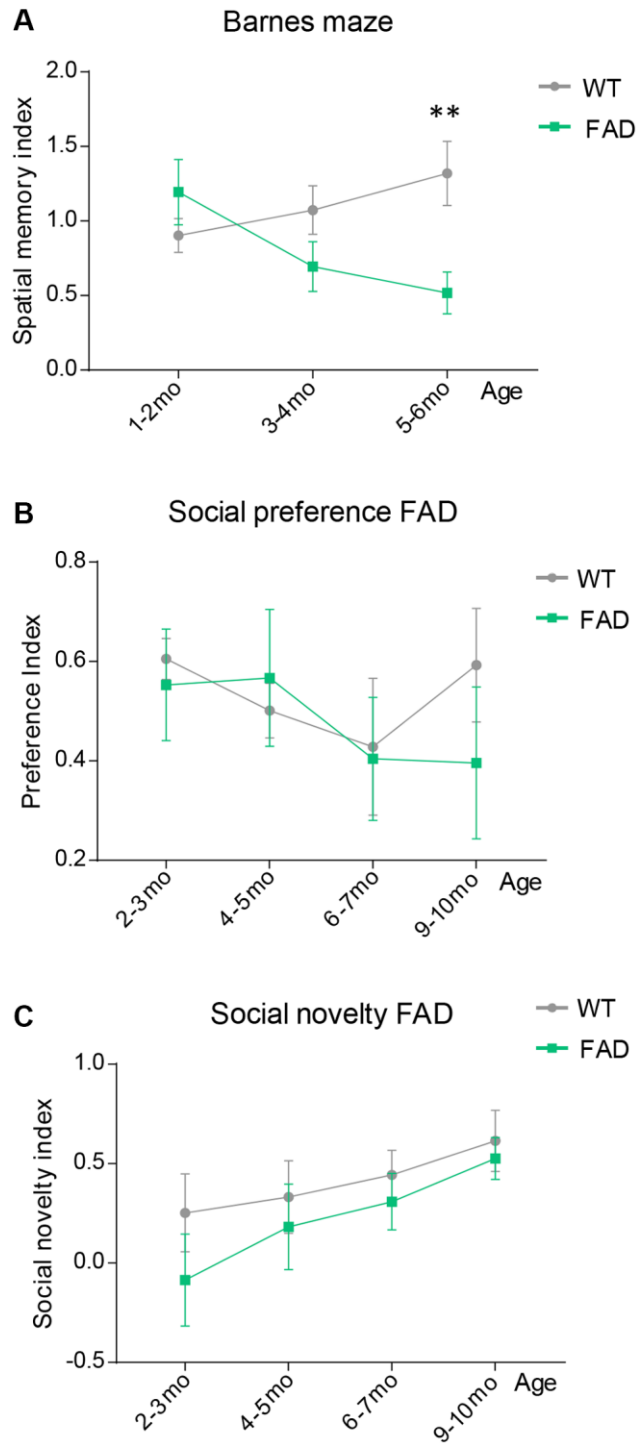 A
Barnes maze
Spatial memory index
2.0
1.5
1.0
0.5
0.0
**
WT
FAD
1-2mo
3-4mo
5-6mo
Age
B
Social preference FAD
Preference Index
0.8
0.6
0.4
0.2
WT
FAD
2-3mo
4-5mo
6-7mo
9-10mo
Age
C
Social novelty FAD
Social novelty index
1.0
0.5
0.0
-0.5
WT
FAD
2-3mo
4-5mo
6-7mo
9-10mo
Age